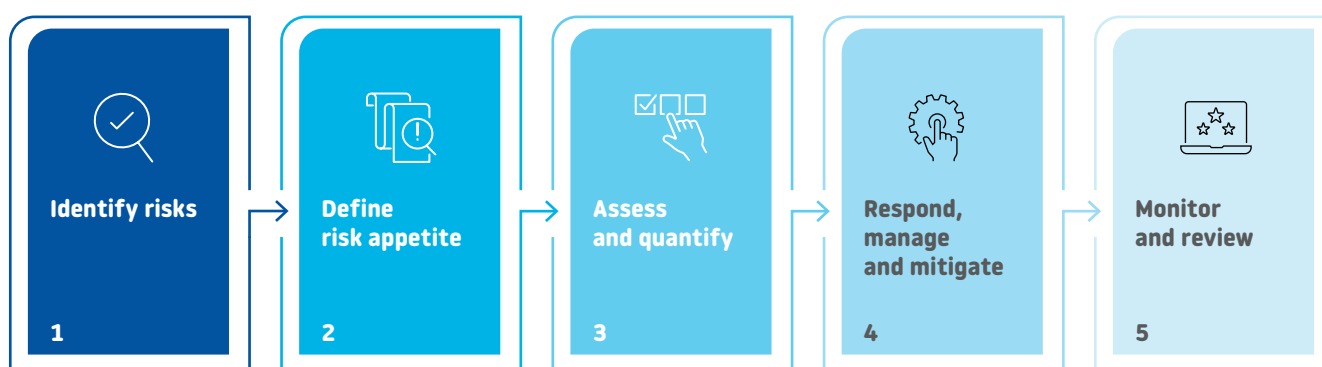 Identify risks
1
Define
risk appetite
2
Assess
and quantify
3
Respond,
manage
and mitigate
4
Monitor
and review
5